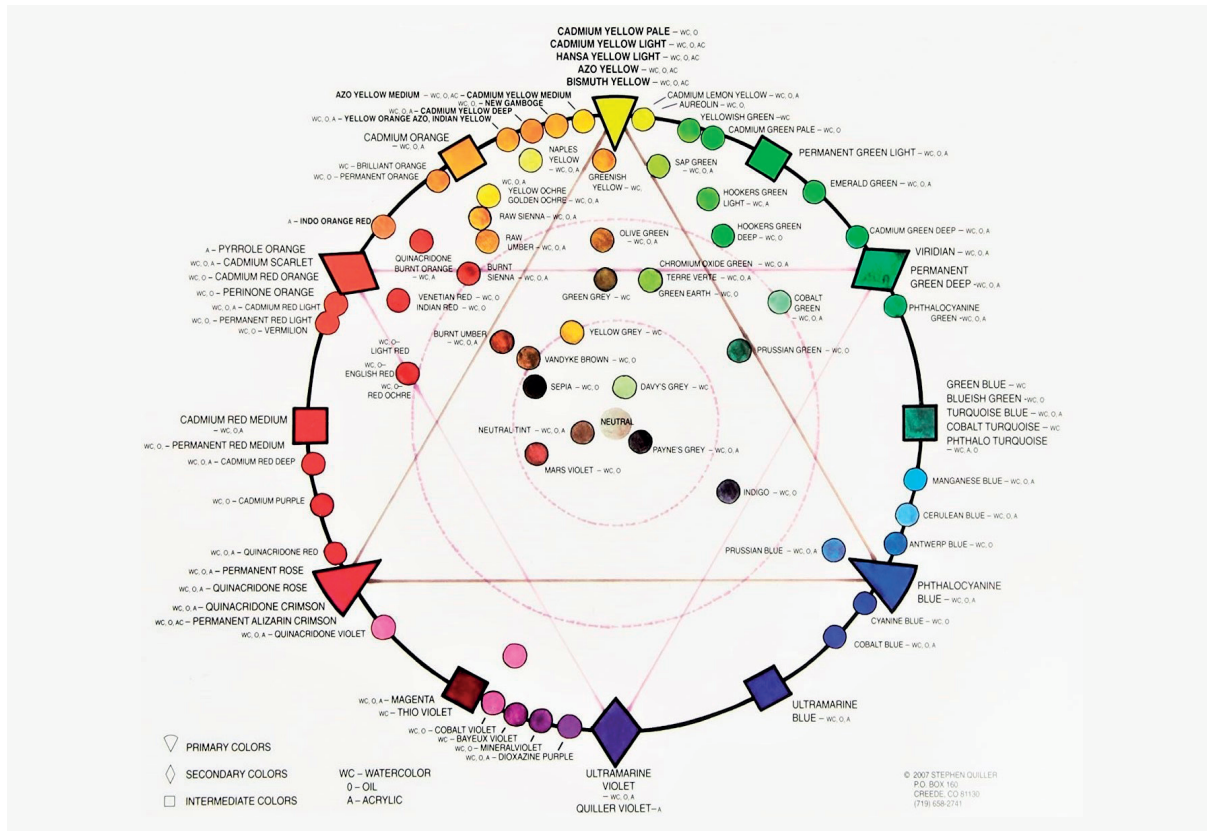 CADMIUM YELLOW PALE – WC, O
CADMIUM YELLOW LIGHT – WC, O, AC
HANSA YELLOW LIGHT – WC, O, AC
AZO YELLOW – WC, O, AC
BISMUTH YELLOW – WC, O, AC
AZO YELLOW MEDIUM – WC, O, AC – CADMIUM YELLOW MEDIUM
WC, O – NEW GAMBOGE
WC, O, A – CADMIUM YELLOW DEEP
WC, O, A – YELLOW ORANGE AZO, INDIAN YELLOW
CADMIUM ORANGE
– WC, O, A
WC – BRILLIANT ORANGE
WC, O – PERMANENT ORANGE
A – INDO ORANGE RED
A – PYRROLE ORANGE
WC, O, A – CADMIUM SCARLET
WC, O – CADMIUM RED ORANGE
WC, O – PERINONE ORANGE
WC, O, A – CADMIUM RED LIGHT
WC, O – PERMANENT RED LIGHT
WC, O – VERMILION
CADMIUM RED MEDIUM
– WC, O, A
WC, O – PERMANENT RED MEDIUM
WC, O, A – CADMIUM RED DEEP
WC, O – CADMIUM PURPLE
WC, O, A – QUINACRIDONE RED
WC, O, A – PERMANENT ROSE
WC, O, A – QUINACRIDONE ROSE
WC, O, A – QUINACRIDONE CRIMSON
WC, O, AC – PERMANENT ALIZARIN CRIMSON
WC, O, A – QUINACRIDONE VIOLET
WC, O, A – MAGENTA
WC – THIO VIOLET
WC, O – COBALT VIOLET
WC – BAYEUX VIOLET
WC, O – MINERALVIOLET
WC, O, A – DIOXAZINE PURPLE
ULTRAMARINE
VIOLET
– WC, O, A
QUILLER VIOLET–A
CADMIUM LEMON YELLOW – WC, O, A
AUREOLIN – WC, O,
YELLOWISH GREEN –WC
CADMIUM GREEN PALE – WC, O
PERMANENT GREEN LIGHT – WC, O, A
EMERALD GREEN – WC, O, A
CADMIUM GREEN DEEP – WC, O, A
VIRIDIAN – WC, O, A
PERMANENT
GREEN DEEP –WC, O, A
PHTHALOCYANINE
GREEN –WC, O, A
GREEN BLUE – WC
BLUEISH GREEN –WC, O
TURQUOISE BLUE – WC, O, A
COBALT TURQUOISE – WC
PHTHALO TURQUOISE
– WC, A, O
MANGANESE BLUE – WC, O, A
CERULEAN BLUE – WC, O, A
ANTWERP BLUE – WC, O
PHTHALOCYANINE
BLUE – WC, O, A
CYANINE BLUE – WC, O
COBALT BLUE – WC, O, A
ULTRAMARINE
BLUE – WC, O, A
NAPLES
YELLOW
– WC, O, A
GREENISH
YELLOW – WC,
SAP GREEN
– WC, O, A
WC, O, A
YELLOW OCHRE
GOLDEN OCHRE – WC, O, A
HOOKERS GREEN
LIGHT – WC, A
RAW SIENNA – WC, O, A
RAW
UMBER – WC, O, A
OLIVE GREEN
– WC, O, A
HOOKERS GREEN
DEEP – WC, O
QUINACRIDONE
BURNT ORANGE
– WC, A
BURNT
SIENNA – WC, O, A
CHROMIUM OXIDE GREEN – WC, O, A
TERRE VERTE – WC, O, A
GREEN EARTH – WC, O
GREEN GREY – WC
VENETIAN RED – WC, O
INDIAN RED – WC, O
COBALT
GREEN
– WC, O, A
BURNT UMBER
– WC, O, A
YELLOW GREY – WC
PRUSSIAN GREEN – WC, O
WC, O–
LIGHT RED
WC, O–
ENGLISH RED
WC, O–
RED OCHRE
VANDYKE BROWN – WC, O
SEPIA – WC, O
DAVY'S GREY – WC
NEUTRAL
NEUTRAL TINT – WC, O, A
PAYNE'S GREY – WC, O, A
MARS VIOLET – WC, O
INDIGO – WC, O
PRUSSIAN BLUE – WC, O, A
PRIMARY COLORS
SECONDARY COLORS
INTERMEDIATE COLORS
WC – WATERCOLOR
O – OIL
A – ACRYLIC
© 2007 STEPHEN QUILLER
P.O. BOX 160
CREEDE, CO 81130
(719) 658-2741